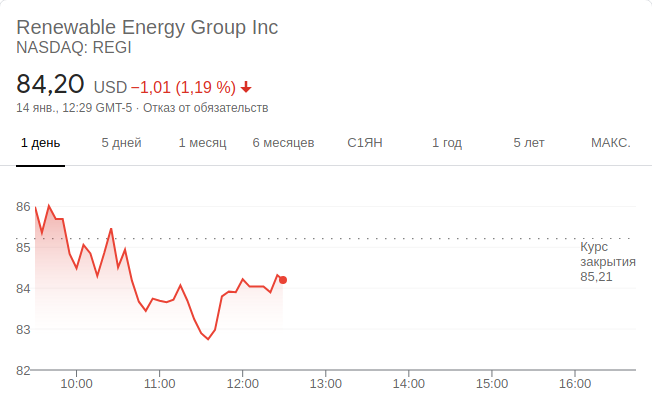 Renewable Energy Group Inc
NASDAQ: REGI
84,20 USD −1,01 (1,19 %)
14 янв., 12:29 GMT-5 · Отказ от обязательств
1 день 5 дней 1 месяц 6 месяцев С1ЯН 1 год 5 лет МАКС.
86
85
Курс
закрытия
85,21
84
83
82
10:00 11:00 12:00 13:00 14:00 15:00 16:00